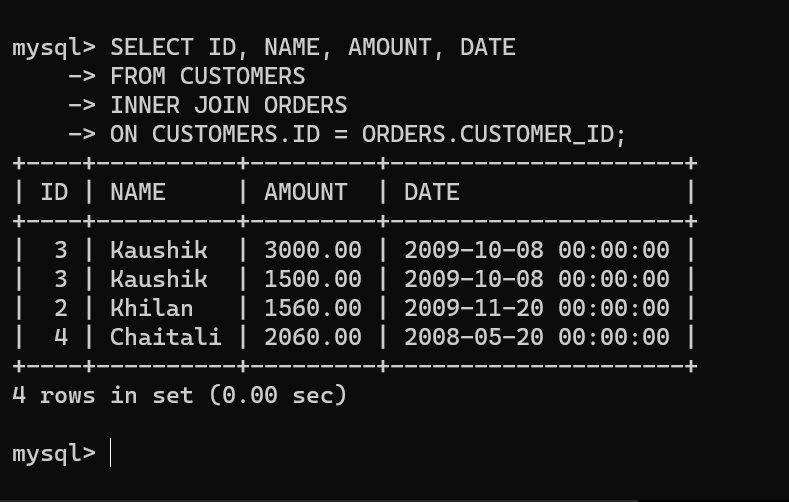 mysql> SELECT ID, NAME, AMOUNT, DATE
    -> FROM CUSTOMERS
    -> INNER JOIN ORDERS
    -> ON CUSTOMERS.ID = ORDERS.CUSTOMER_ID;
+----+----------+---------+---------------------+
| ID | NAME     | AMOUNT  | DATE                |
+----+----------+---------+---------------------+
|  3 | Kaushik  | 3000.00 | 2009-10-08 00:00:00 |
|  3 | Kaushik  | 1500.00 | 2009-10-08 00:00:00 |
|  2 | Khilan   | 1560.00 | 2009-11-20 00:00:00 |
|  4 | Chaitali | 2060.00 | 2008-05-20 00:00:00 |
+----+----------+---------+---------------------+
4 rows in set (0.00 sec)
mysql>